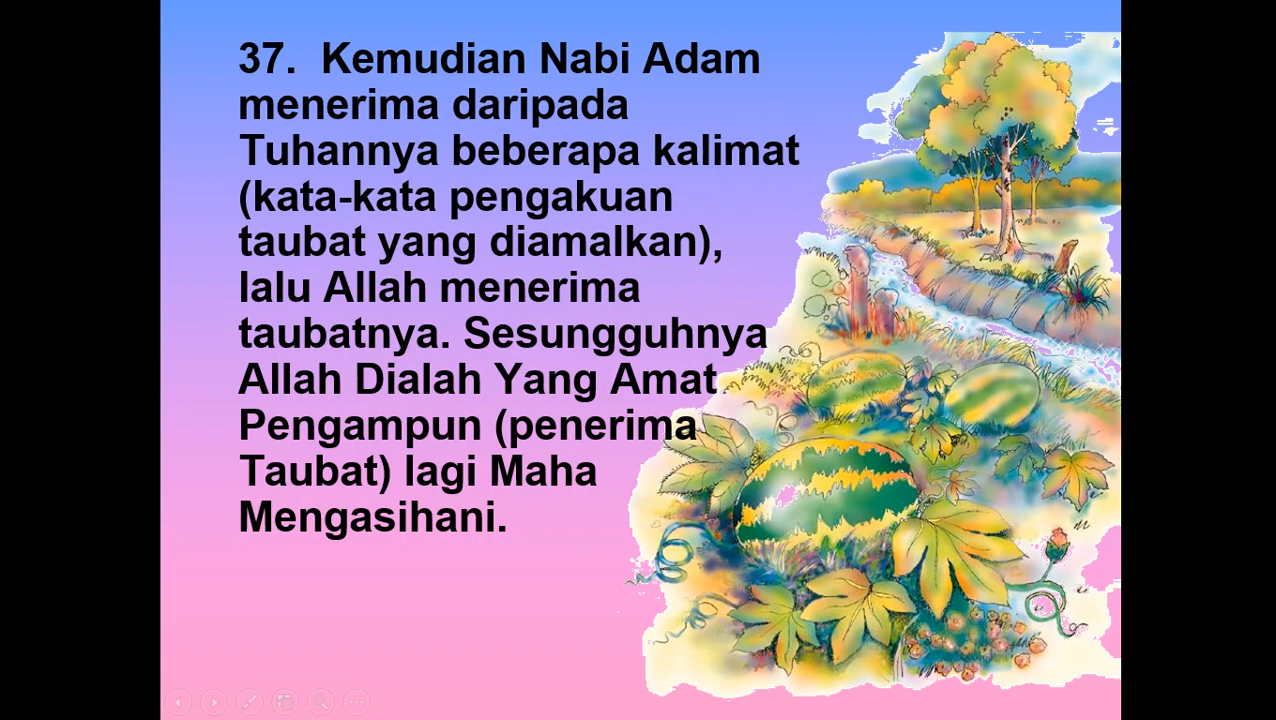 37. Kemudian Nabi Adam
menerima daripada
Tuhannya beberapa kalimat
(kata-kata pengakuan
taubat yang diamalkan),
lalu Allah menerima
taubatnya. Sesungguhnya
Allah Dialah Yang Amat
Pengampun (penerima
Taubat) lagi Maha
Mengasihani.